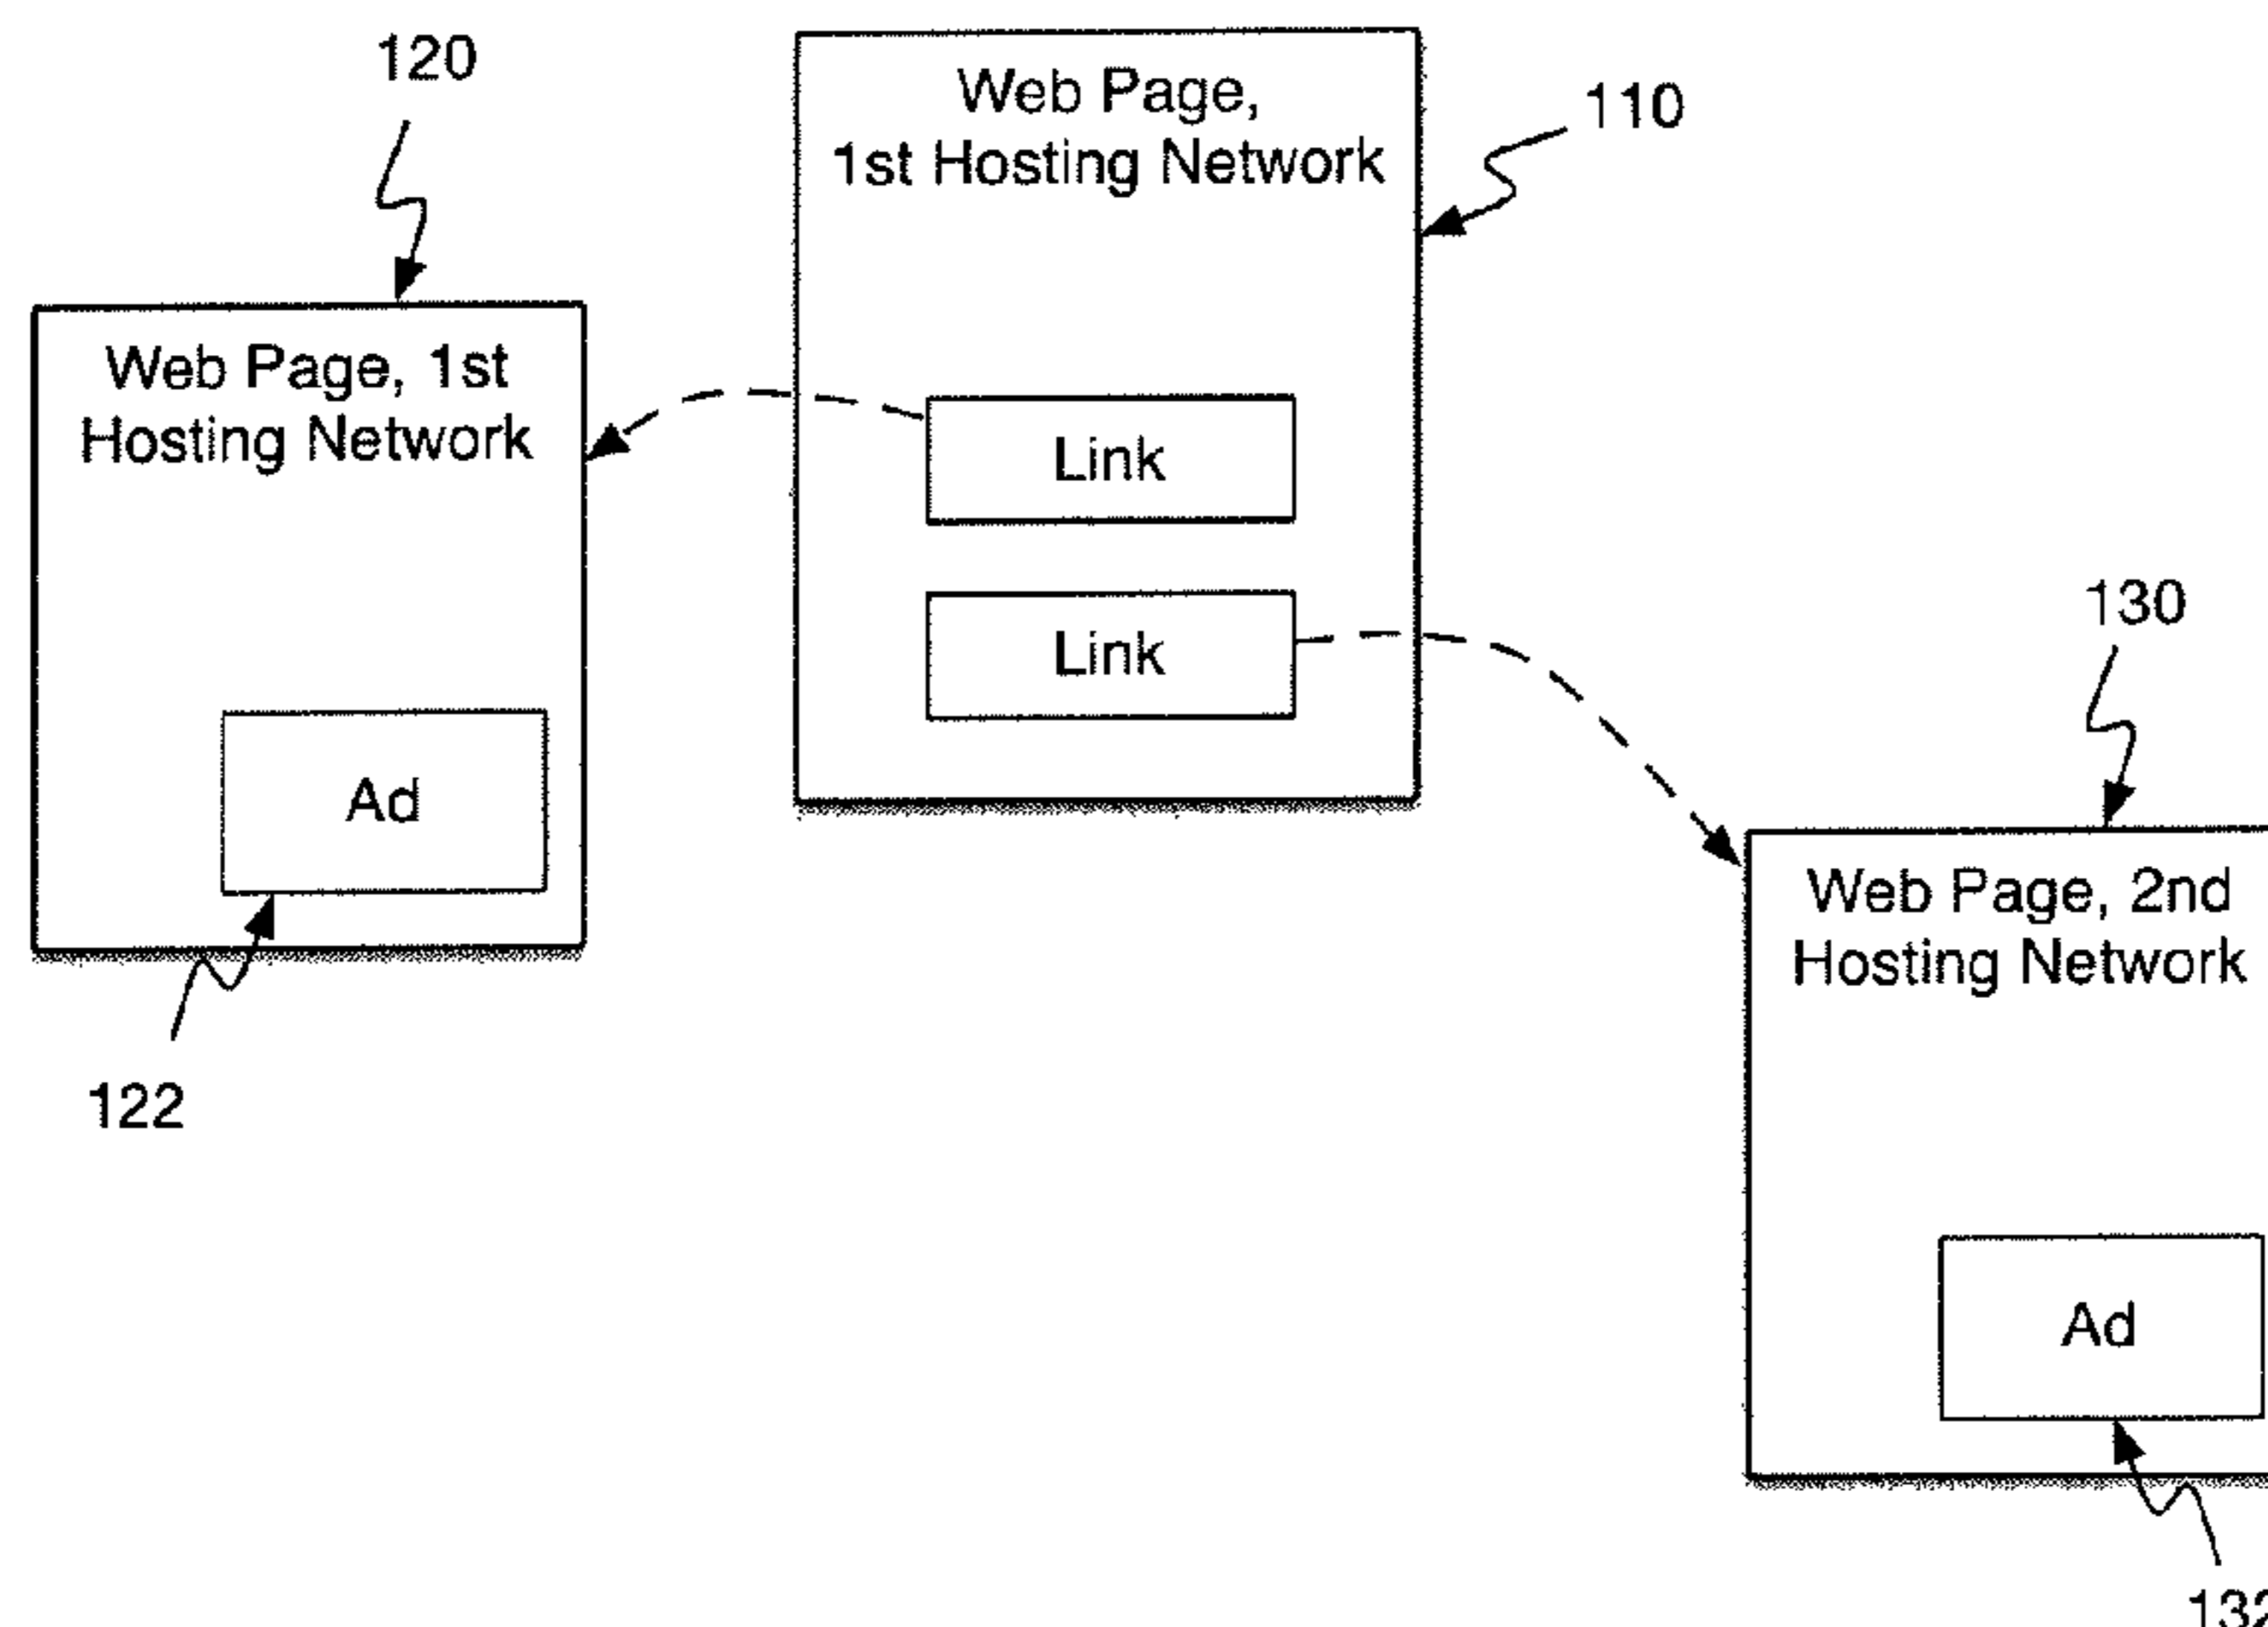 120
Web Page,
1st Hosting Network
110
Web Page, 1st
Hosting Network
Link
Link
130
Ad
Web Page, 2nd
Hosting Network
122
Ad
132